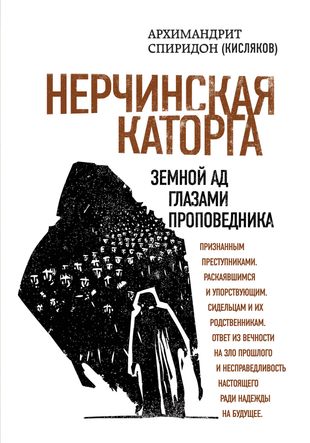 АРХИМАНДРИТ
СПИРИДОН (КИСЛЯКОВ)
НЕРЧИНСКАЯ
КАТОРГА
ЗЕМНОЙ АД
ГЛАЗАМИ
ПРОПОВЕДНИКА
ПРИЗНАННЫМ
ПРЕСТУПНИКАМИ.
РАСКАЯВШИМСЯ
И УПОРСТВУЮЩИМ.
СИДЕЛЬЦАМ И ИХ
РОДСТВЕННИКАМ.
ОТВЕТ ИЗ ВЕЧНОСТИ
НА ЗЛО ПРОШЛОГО
И НЕСПРАВЕДЛИВОСТЬ
НАСТОЯЩЕГО
РАДИ НАДЕЖДЫ
НА БУДУЩЕЕ.